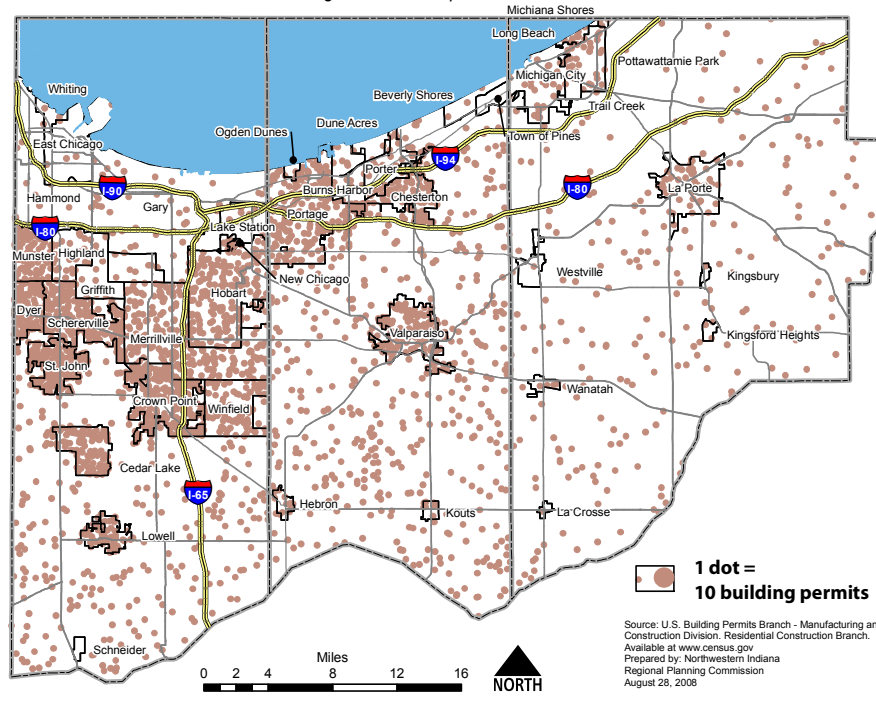 Michiana Shores
Long Beach
Pottawattamie Park
Michigan City
Whiting
Beverly Shores
Trail Creek
Dune Acres
Ogden Dunes
Town of Pines
East Chicago
I-94
Porter
I-90
I-80
La Porte
Burns Harbor
Hammond
Chesterton
Gary
Portage
I-80
Lake Station
Munster
Highland
Westville
Kingsbury
New Chicago
Griffith
Hobart
Dyer
Schererville
Valparaiso
Kingsford Heights
Merrillville
St. John
Wanatah
Crown Point
Winfield
Cedar Lake
I-65
Hebron
Kouts
La Crosse
Lowell
1 dot =
10 building permits
Source: U.S. Building Permits Branch - Manufacturing an
Construction Division. Residential Construction Branch.
Available at www.census.gov
Prepared by: Northwestern Indiana
Regional Planning Commission
August 28, 2008
Schneider
Miles
0 2 4 8 12 16
NORTH